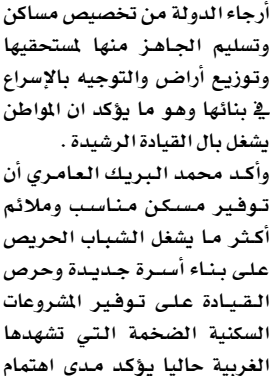 أرجاء الدولة من تخصيص مساكن
وتسليم الجاهز منها لمستحقيها
وتوزيع أراض والتوجيه بالإسراع
في بنائها وهو ما يؤكد ان المواطن
يشغل بال القيادة الرشيدة .
وأكد محمد البريك العامري أن
توفير مسكن مناسب وملائم
أكثر ما يشغل الشباب الحريص
على بناء أسرة جديدة وحرص
القيادة على توفير المشروعات
السكنية الضخمة التي تشهدها
الغربية حاليا يؤكد مدى اهتمام